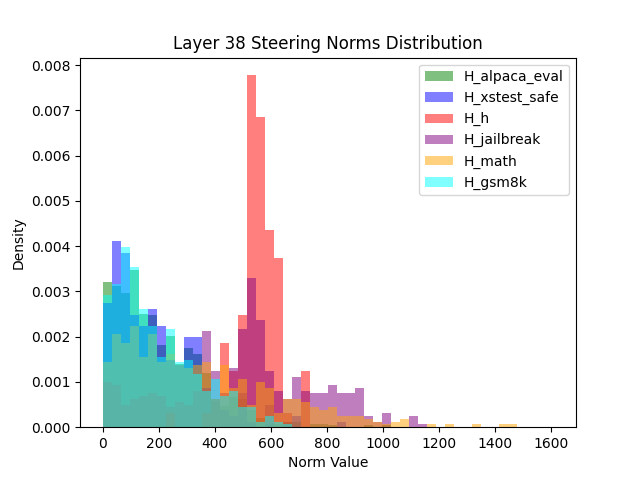 Layer 38 Steering Norms Distribution
H_alpaca_eval
H_xstest_safe
H_h
H_jailbreak
H_math
H_gsm8k
Density
0.008
0.007
0.006
0.005
0.004
0.003
0.002
0.001
0.000
0 200 400 600 800 1000 1200 1400 1600
Norm Value